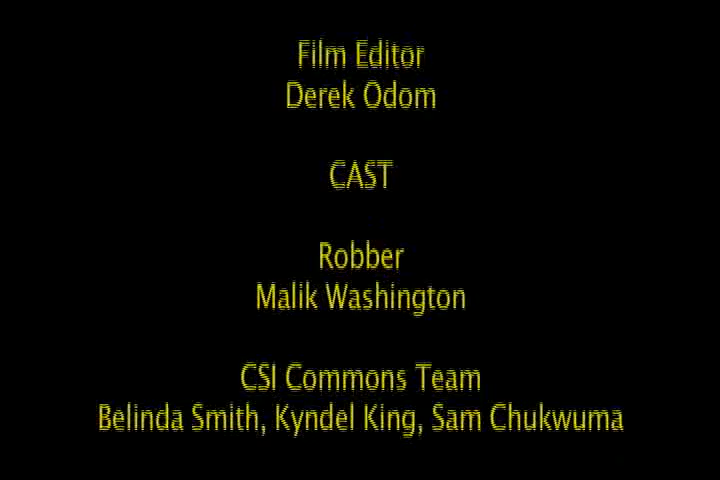 Film Editor
Derek Odom
CAST
Robber
Malik Washington
CSI Commons Team
Belinda Smith, Kyndel King, Sam Chukwuma